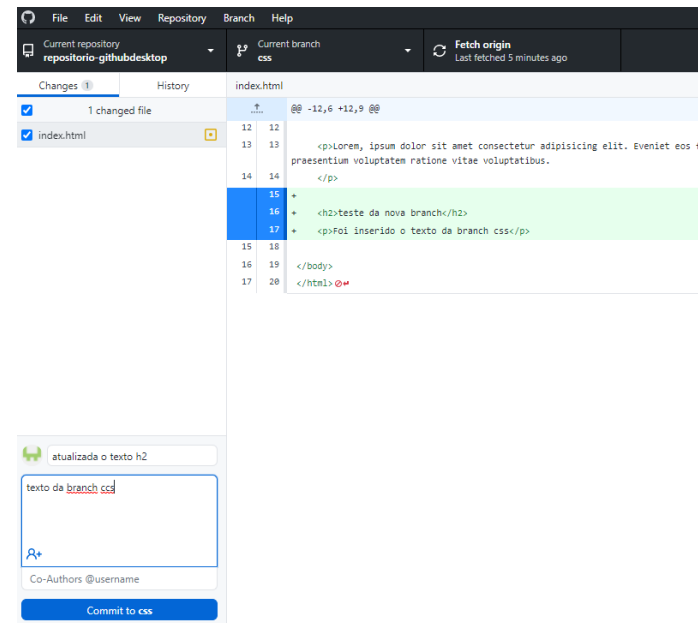 File Edit View Repository Branch Help
Current repository
repositorio-githubdesktop
Current branch
css
Fetch origin
Last fetched 5 minutes ago
Changes 1 History
index.html
1 changed file
index.html
@@ -12,6 +12,9 @@
12 12
13 13 <p>Lorem, ipsum dolor sit amet consectetur adipisicing elit. Eveniet eos
praesentium voluptatem ratione vitae voluptatibus.
14 14 </p>
15 +
16 + <h2>teste da nova branch</h2>
17 + <p>Foi inserido o texto da branch css</p>
15 18
16 19 </body>
17 20 </html>
atualizada o texto h2
texto da branch ccs
Co-Authors @username
Commit to css